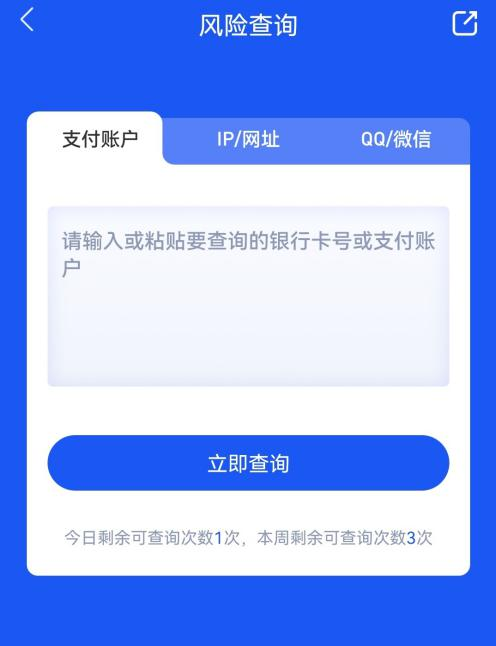 风险查询
支付账户
IP/网址
QQ/微信
请输入或粘贴要查询的银行卡号或支付账
户
立即查询
今日剩余可查询次数1次，本周剩余可查询次数3次